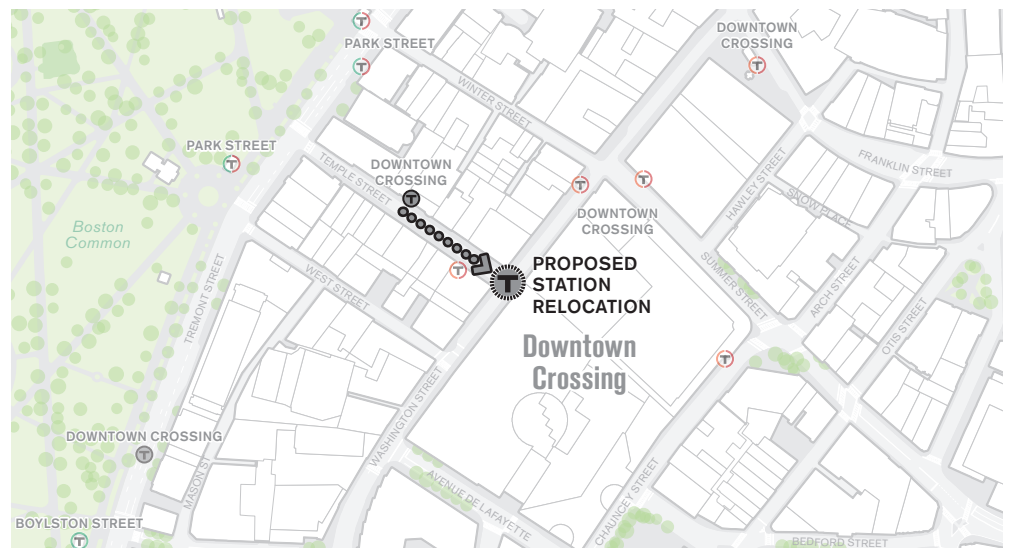 PARK STREET
DOWNTOWN
CROSSING
WINTER STREET
PARK STREET
TEMPLE STREET
DOWNTOWN
CROSSING
FRANKLIN STREET
HAWLEY STREET
SNOW PLACE
Boston
Common
DOWNTOWN
CROSSING
WEST STREET
TREMONT STREET
PROPOSED
STATION
RELOCATION
SUMMER STREET
ARCH STREET
OTIS STREET
Downtown
Crossing
WASHINGTON STREET
DOWNTOWN CROSSING
MASON ST
AVENUE DE LAFAYETTE
CHAUNCEY STREET
BOYLSTON STREET
BEDFORD STREET
T
T
T
T
T
T
T
T
T
T
T